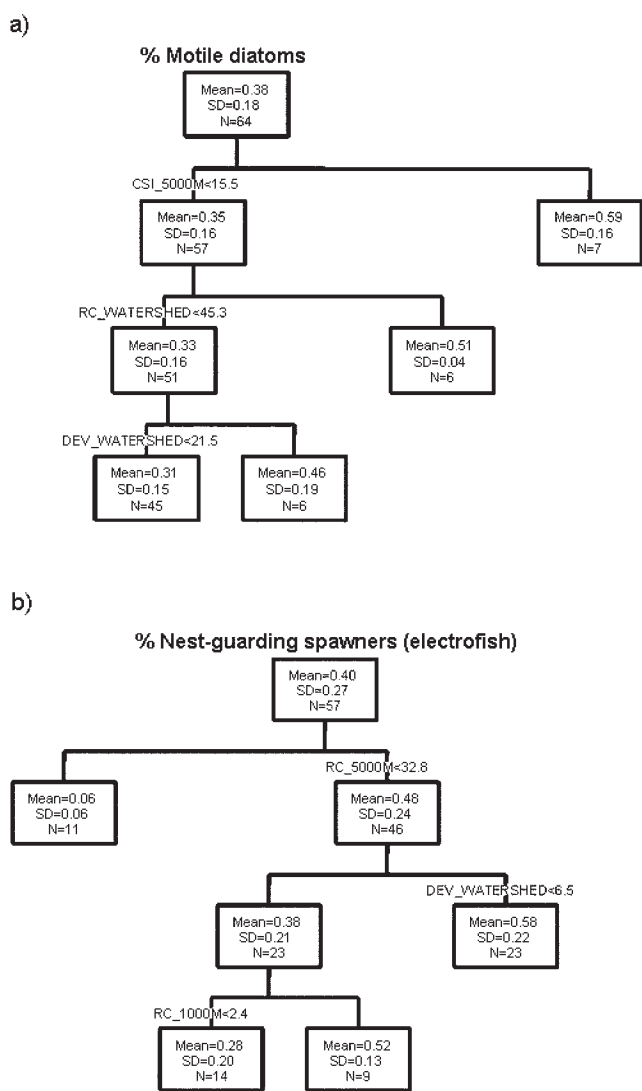 a)
% Motile diatoms
Mean=0.38
SD=0.18
N=64
CSI_5000M<15.5
Mean=0.35
SD=0.16
N=57
Mean=0.59
SD=0.16
N=7
RC_WATERSHED<45.3
Mean=0.33
SD=0.16
N=51
Mean=0.51
SD=0.04
N=6
DEV_WATERSHED<21.5
Mean=0.31
SD=0.15
N=45
Mean=0.46
SD=0.19
N=6
b)
% Nest-guarding spawners (electrofish)
Mean=0.40
SD=0.27
N=57
RC_5000M<32.8
Mean=0.06
SD=0.06
N=11
Mean=0.48
SD=0.24
N=46
DEV_WATERSHED<6.5
Mean=0.38
SD=0.21
N=23
Mean=0.58
SD=0.22
N=23
RC_1000M<2.4
Mean=0.28
SD=0.20
N=14
Mean=0.52
SD=0.13
N=9